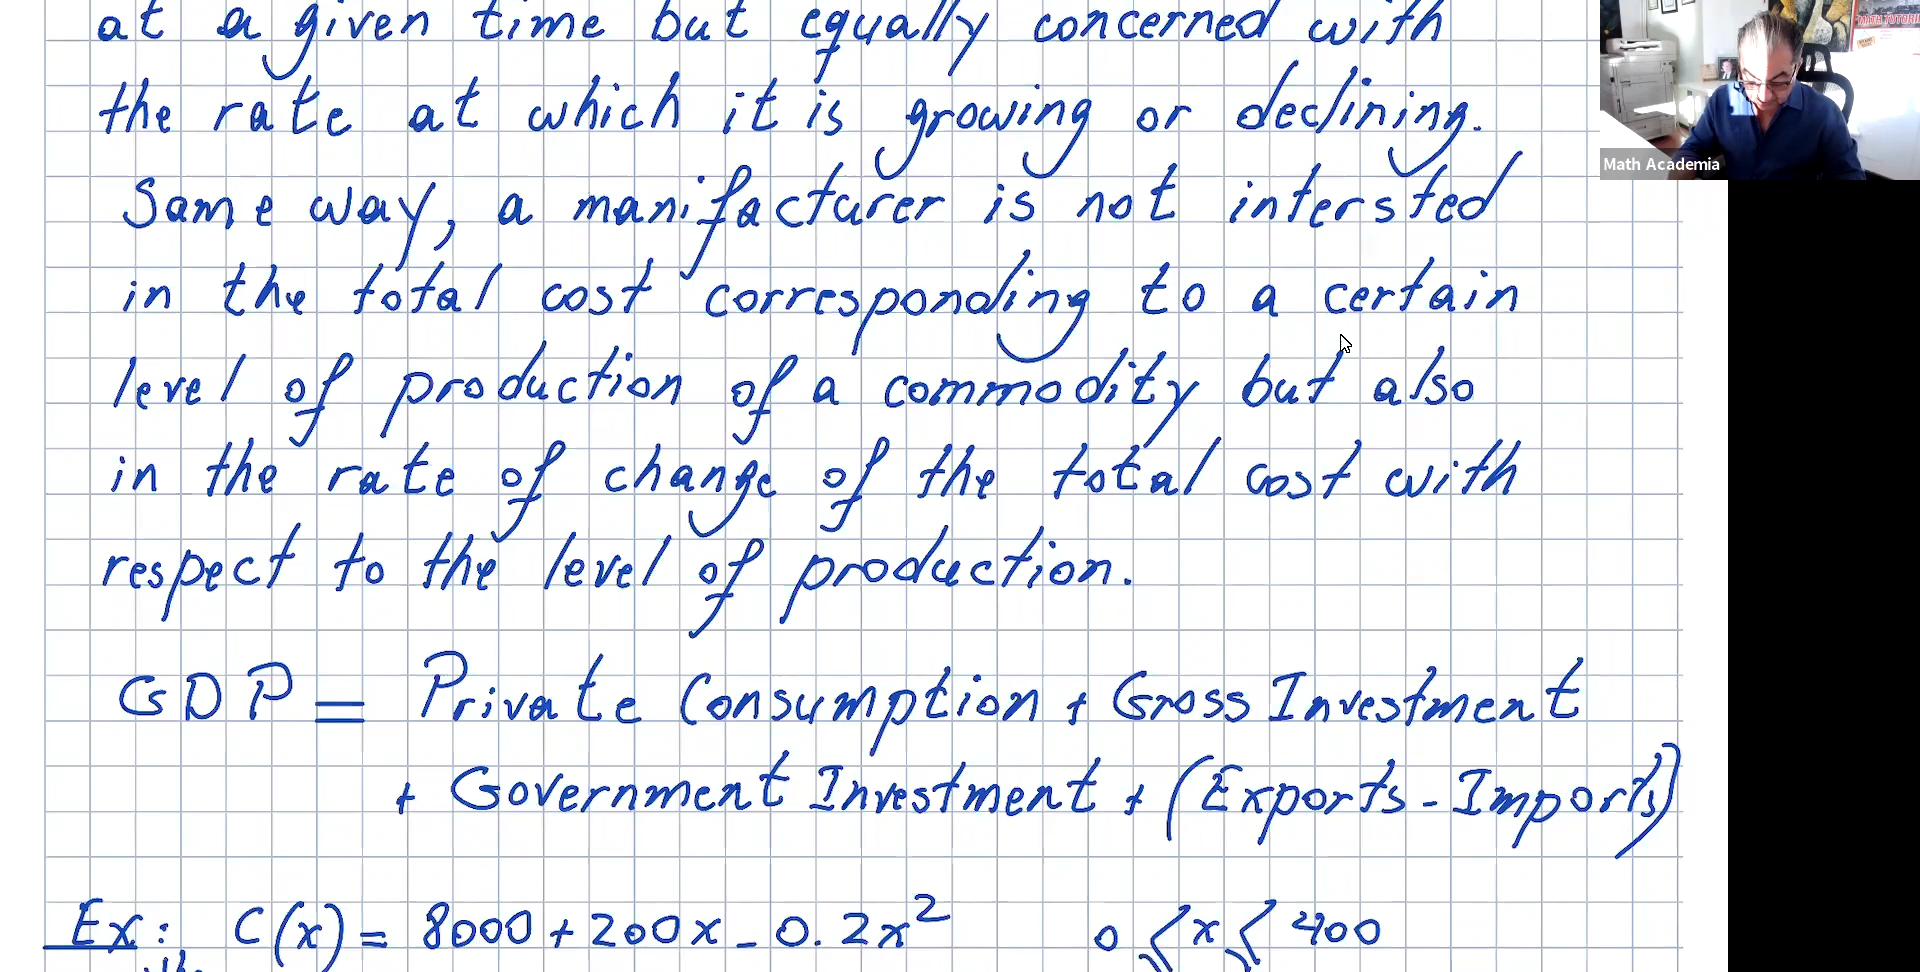 at a given time but equally concerned with
the rate at which it is growing or declining.
Same way, a manifacturer is not intersted
in the total cost corresponding to a certain
level of production of a commodity but also
in the rate of change of the total cost with
respect to the level of production.
GDP = Private Consumption + Gross Investment
+ Government Investment + (Exports - Imports)
Ex: C(x) = 8000 + 200x - 0.2x² 0 ≤ x ≤ 400
MATH TUTORI
Math Academia